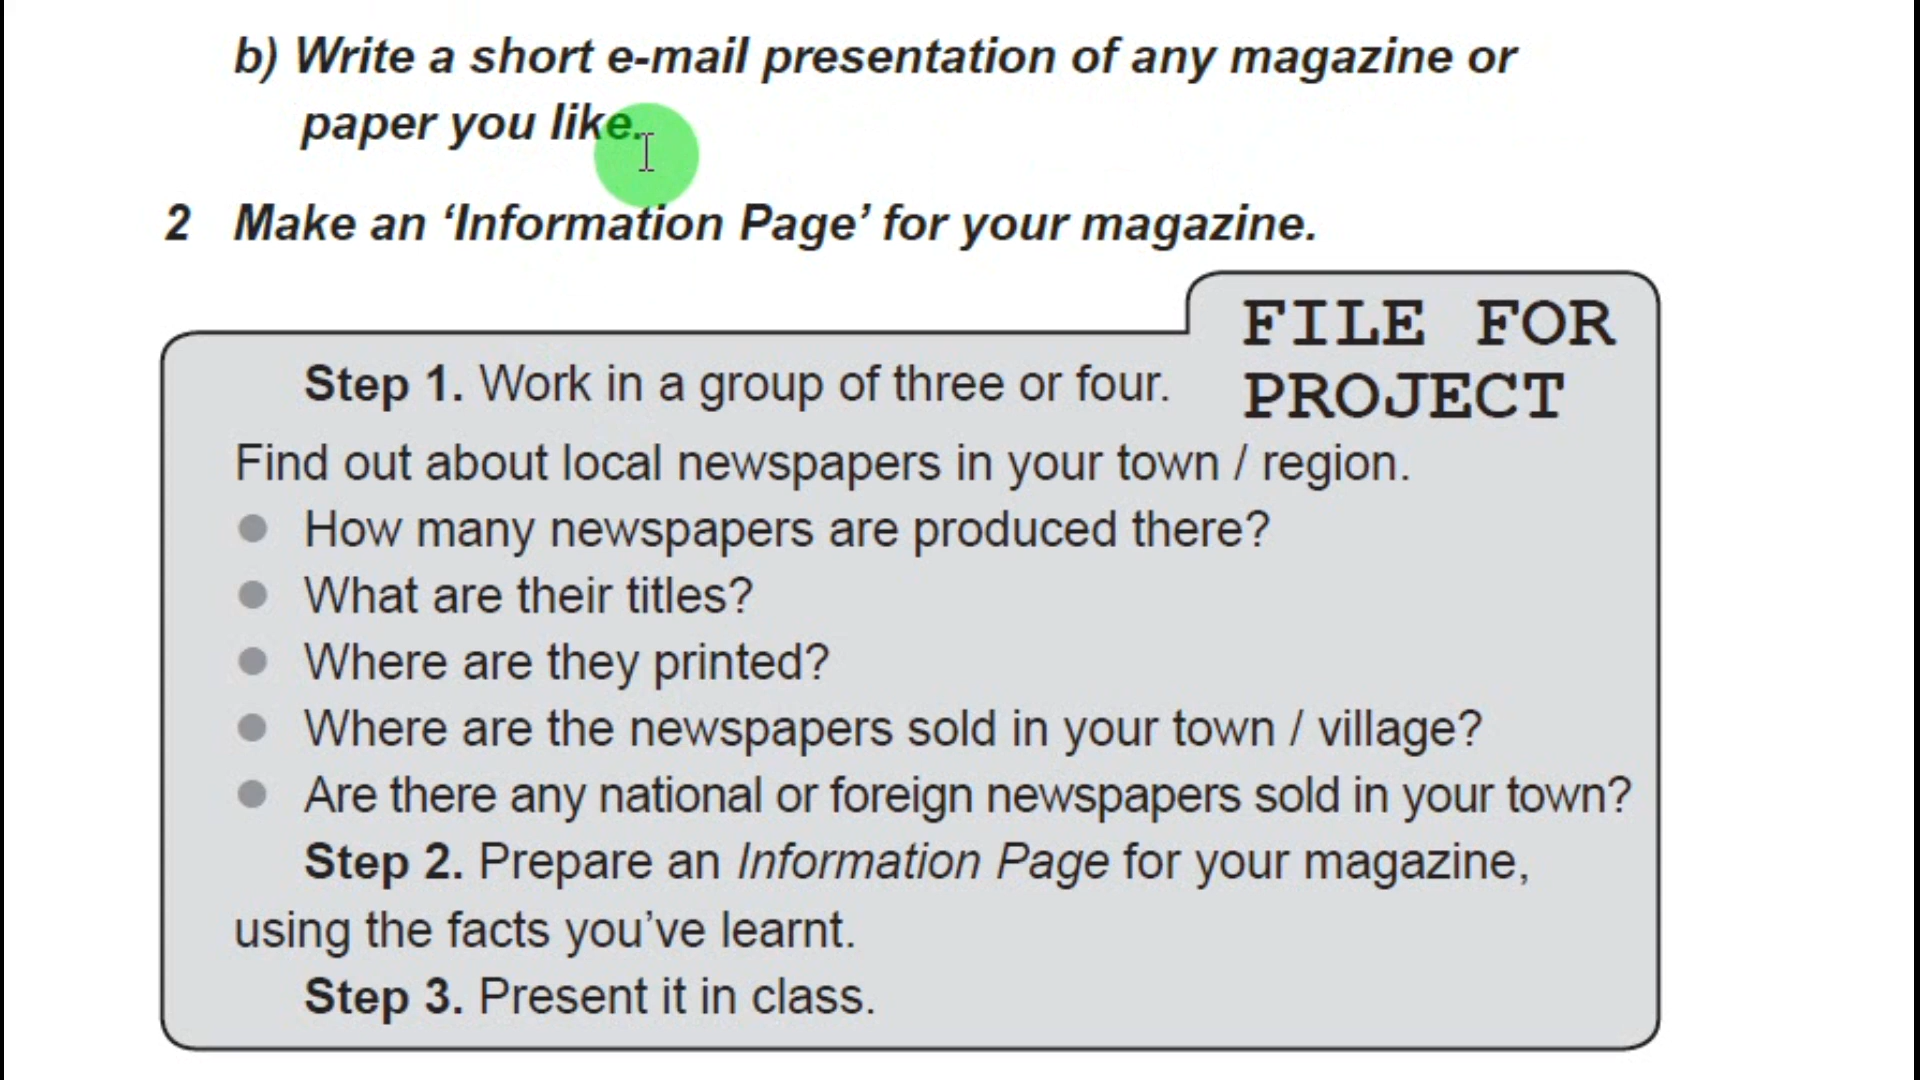 b) Write a short e-mail presentation of any magazine or
paper you like.
2 Make an ‘Information Page’ for your magazine.
FILE FOR
PROJECT
Step 1. Work in a group of three or four.
Find out about local newspapers in your town / region.
● How many newspapers are produced there?
● What are their titles?
● Where are they printed?
● Where are the newspapers sold in your town / village?
● Are there any national or foreign newspapers sold in your town?
Step 2. Prepare an Information Page for your magazine,
using the facts you’ve learnt.
Step 3. Present it in class.